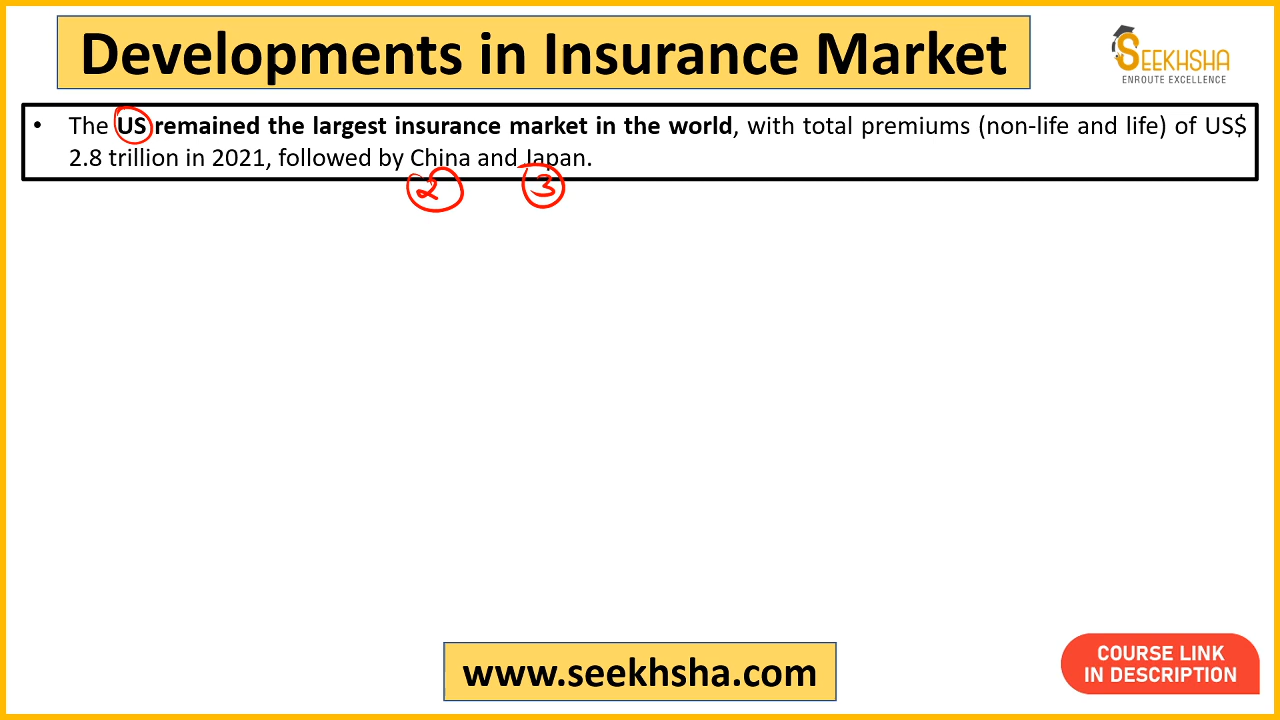 Developments in Insurance Market
SEEKHSHA
ENROUTE EXCELLENCE
• The US remained the largest insurance market in the world, with total premiums (non-life and life) of US$
2.8 trillion in 2021, followed by China and Japan.
2 3
www.seekhsha.com
COURSE LINK
IN DESCRIPTION